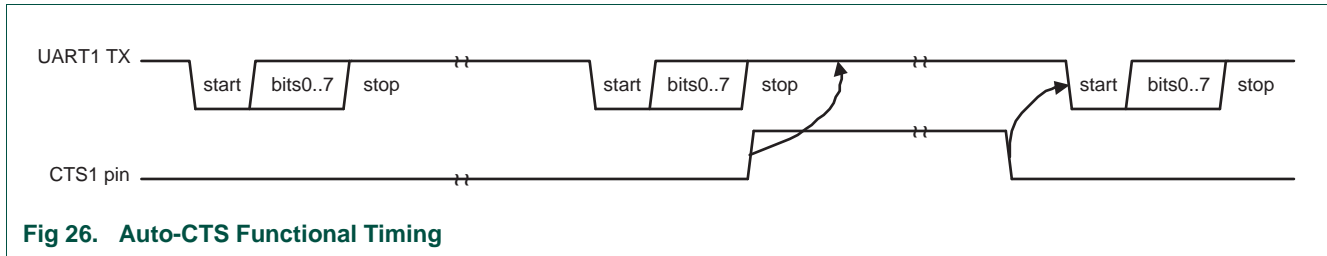 UART1 TX
start bits0..7 stop start bits0..7 stop start bits0..7 stop
CTS1 pin
Fig 26. Auto-CTS Functional Timing